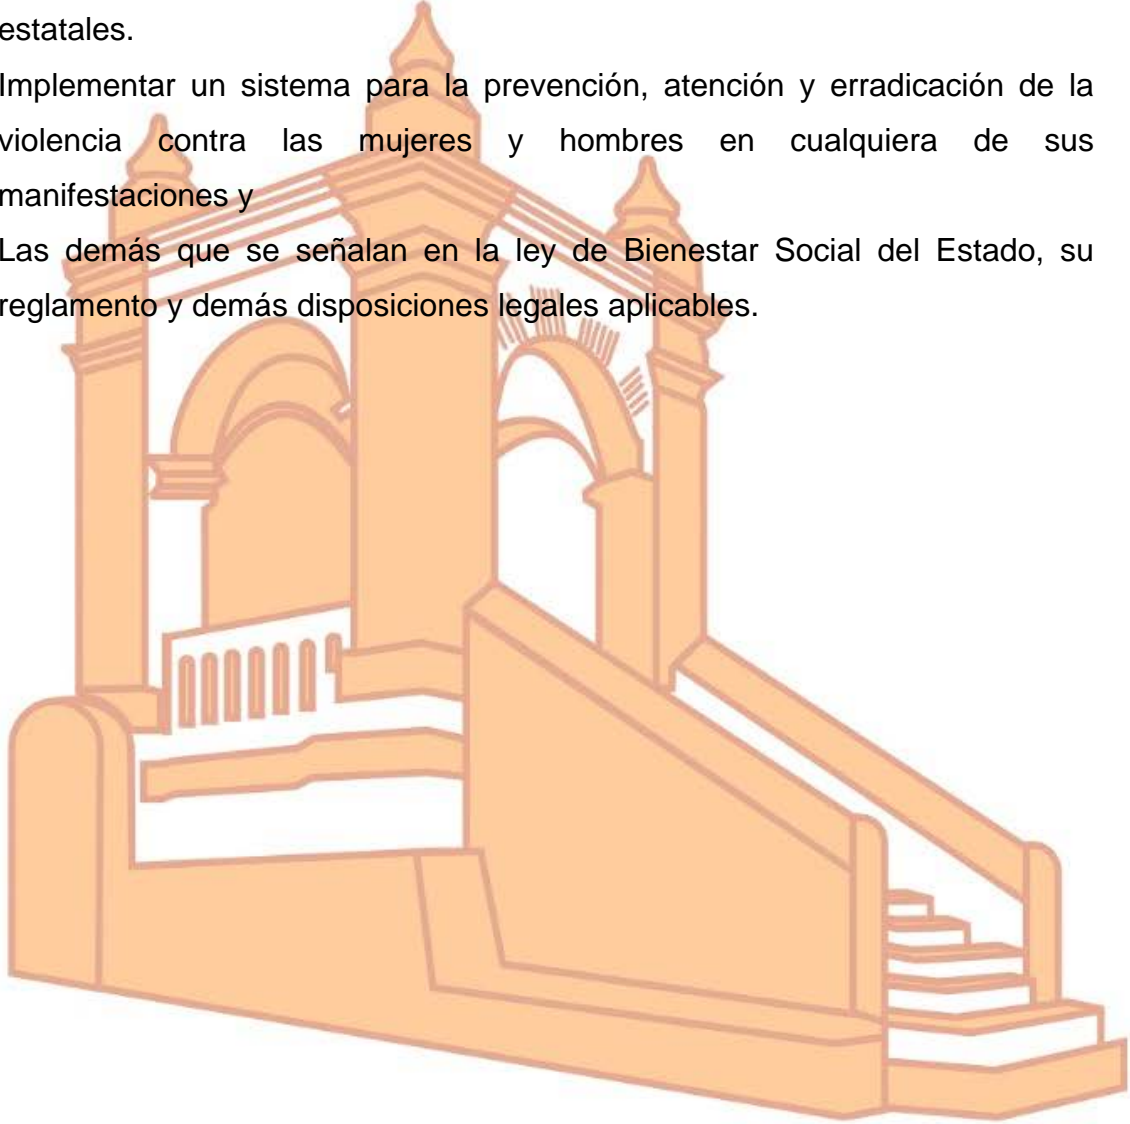 estatales.
Implementar un sistema para la prevención, atención y erradicación de la
violencia contra las mujeres y hombres en cualquiera de sus
manifestaciones y
Las demás que se señalan en la ley de Bienestar Social del Estado, su
reglamento y demás disposiciones legales aplicables.